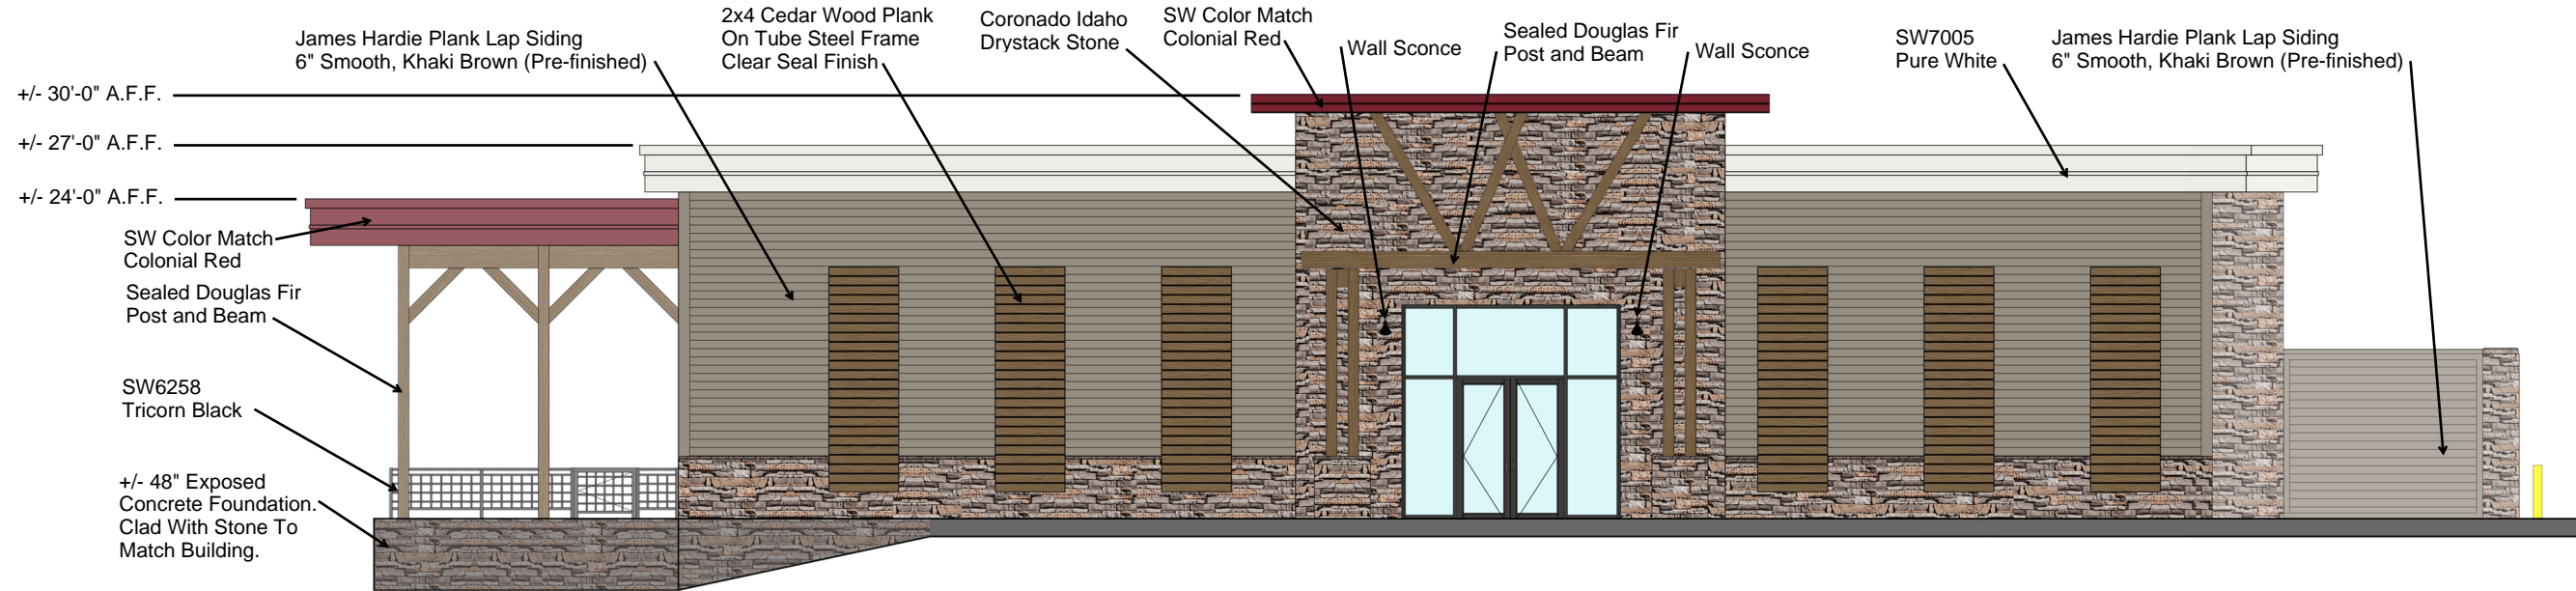 James Hardie Plank Lap Siding
6" Smooth, Khaki Brown (Pre-finished)
2x4 Cedar Wood Plank
On Tube Steel Frame
Clear Seal Finish
Coronado Idaho
Drystack Stone
SW Color Match
Colonial Red
Wall Sconce
Sealed Douglas Fir
Post and Beam
Wall Sconce
SW7005
Pure White
James Hardie Plank Lap Siding
6" Smooth, Khaki Brown (Pre-finished)
+/- 30'-0" A.F.F.
+/- 27'-0" A.F.F.
+/- 24'-0" A.F.F.
SW Color Match
Colonial Red
Sealed Douglas Fir
Post and Beam
SW6258
Tricorn Black
+/- 48" Exposed
Concrete Foundation.
Clad With Stone To
Match Building.